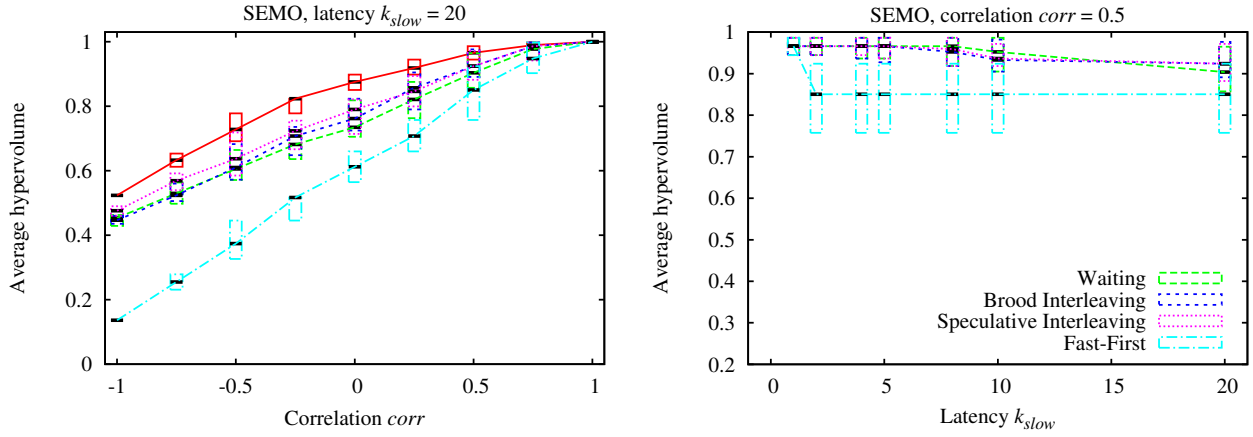 SEMO, latency k_slow = 20
1
0.8
0.6
0.4
0.2
0
Average hypervolume
-1 -0.5 0 0.5 1
Correlation corr
SEMO, correlation corr = 0.5
1
0.9
0.8
0.7
0.6
0.5
0.4
0.3
0.2
Average hypervolume
Waiting
Brood Interleaving
Speculative Interleaving
Fast-First
0 5 10 15 20
Latency k_slow